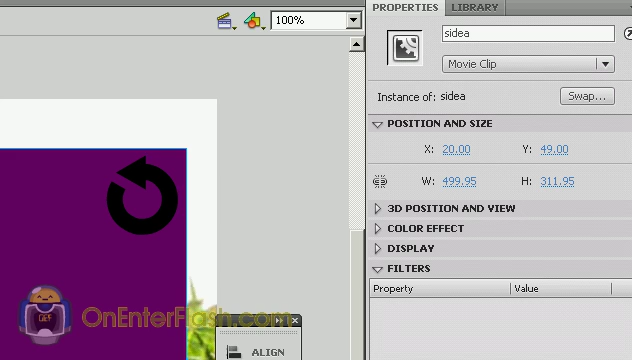 PROPERTIES LIBRARY
100%
sidea
Movie Clip
Instance of: sidea Swap...
POSITION AND SIZE
X: 20.00 Y: 49.00
W: 499.95 H: 311.95
3D POSITION AND VIEW
COLOR EFFECT
DISPLAY
FILTERS
Property Value
OEF OnEnterFlash.com
ALIGN